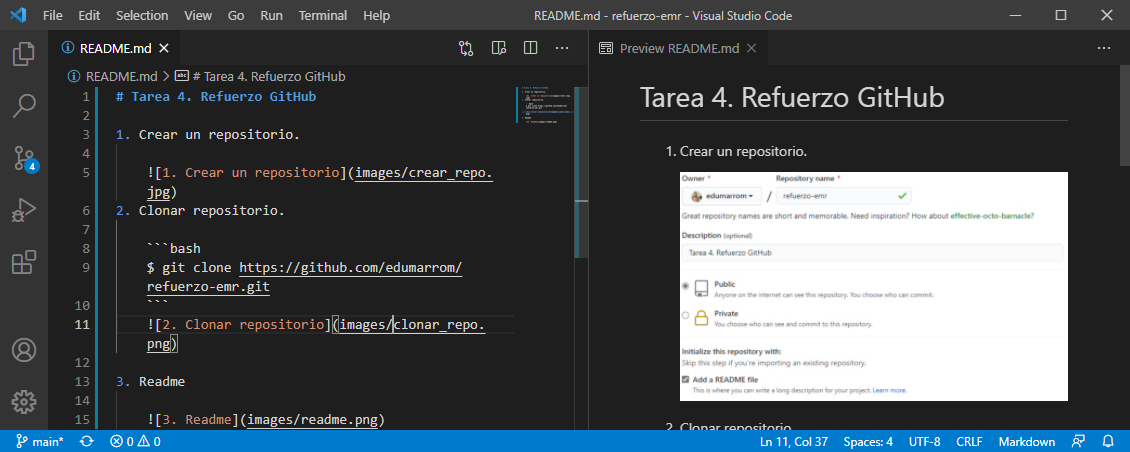 File Edit Selection View Go Run Terminal Help
README.md - refuerzo-emr - Visual Studio Code
README.md
README.md > # Tarea 4. Refuerzo GitHub
1 # Tarea 4. Refuerzo GitHub
2
3 1. Crear un repositorio.
4
5 ![1. Crear un repositorio](images/crear_repo.
jpg)
6 2. Clonar repositorio.
7
8 ```bash
9 $ git clone https://github.com/edumarrom/
refuerzo-emr.git
10 ```
11 ![2. Clonar repositorio](images/clonar_repo.
png)
12
13 3. Readme
14
15 ![3. Readme](images/readme.png)
4
Preview README.md
Tarea 4. Refuerzo GitHub
1. Crear un repositorio.
Owner * Repository name *
edumarrom / refuerzo-emr
Great repository names are short and memorable. Need inspiration? How about effective-octo-barnacle?
Description (optional)
Tarea 4. Refuerzo GitHub
Public
Anyone on the internet can see this repository. You choose who can commit.
Private
You choose who can see and commit to this repository.
Initialize this repository with:
Skip this step if you're importing an existing repository.
Add a README file
This is where you can write a long description for your project. Learn more.
2. Clonar repositorio
main* 0 0 Ln 11, Col 37 Spaces: 4 UTF-8 CRLF Markdown